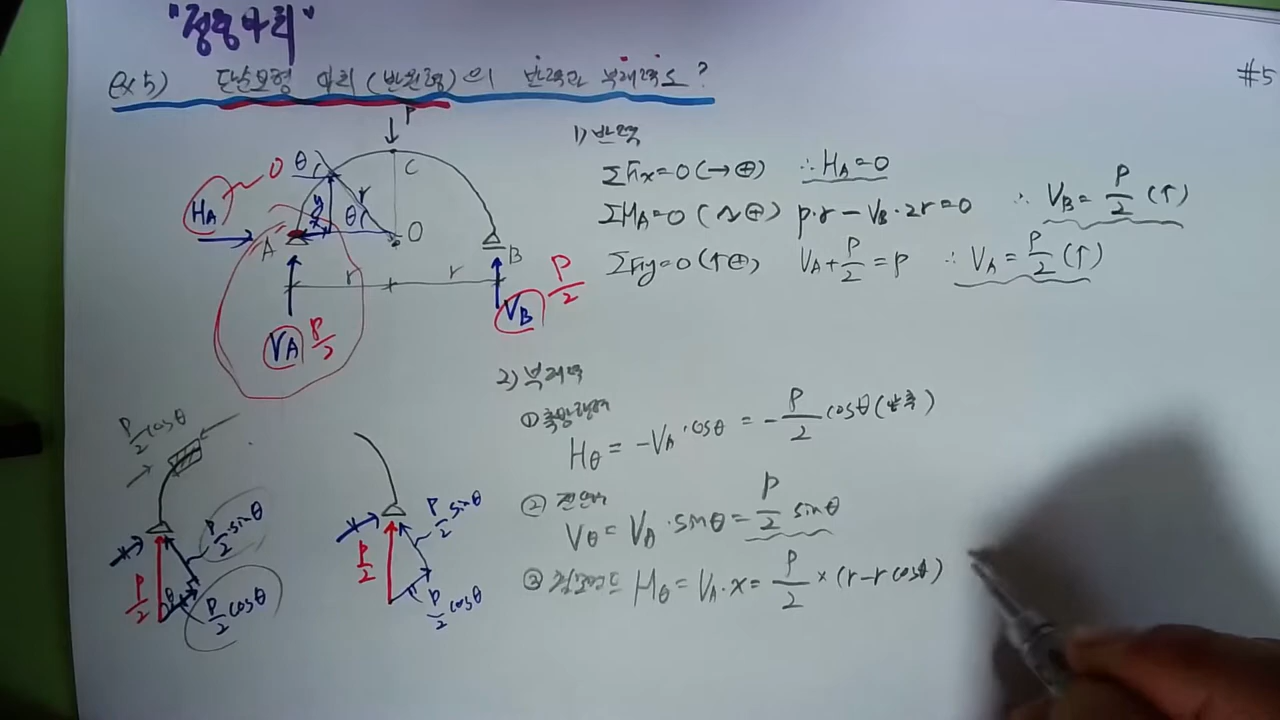 "정정아치"
Ex 5) 단순보형 아치(반원형)의 반력과 부재력도?
#5
P
θ
C
r
HA
0
y
θ
x
O
A
B
r
r
VA P/2
VB P/2
1) 반력
ΣFx=0(→⊕) ∴HA=0
ΣMA=0(↷⊕) P·r-VB·2r=0 ∴ VB=P/2(↑)
ΣFy=0(↑⊕) VA+P/2=P ∴ VA=P/2(↑)
2) 부재력
① 축방향력
Hθ=-VA·cosθ=-P/2 cosθ(압축)
② 전단력
Vθ=VA·sinθ=P/2 sinθ
③ 휨모멘트 Mθ=VA·x=P/2×(r-r cosθ)
P/2 cosθ
P/2 sinθ
P/2
θ
P/2 cosθ
P/2 sinθ
P/2
P/2 cosθ